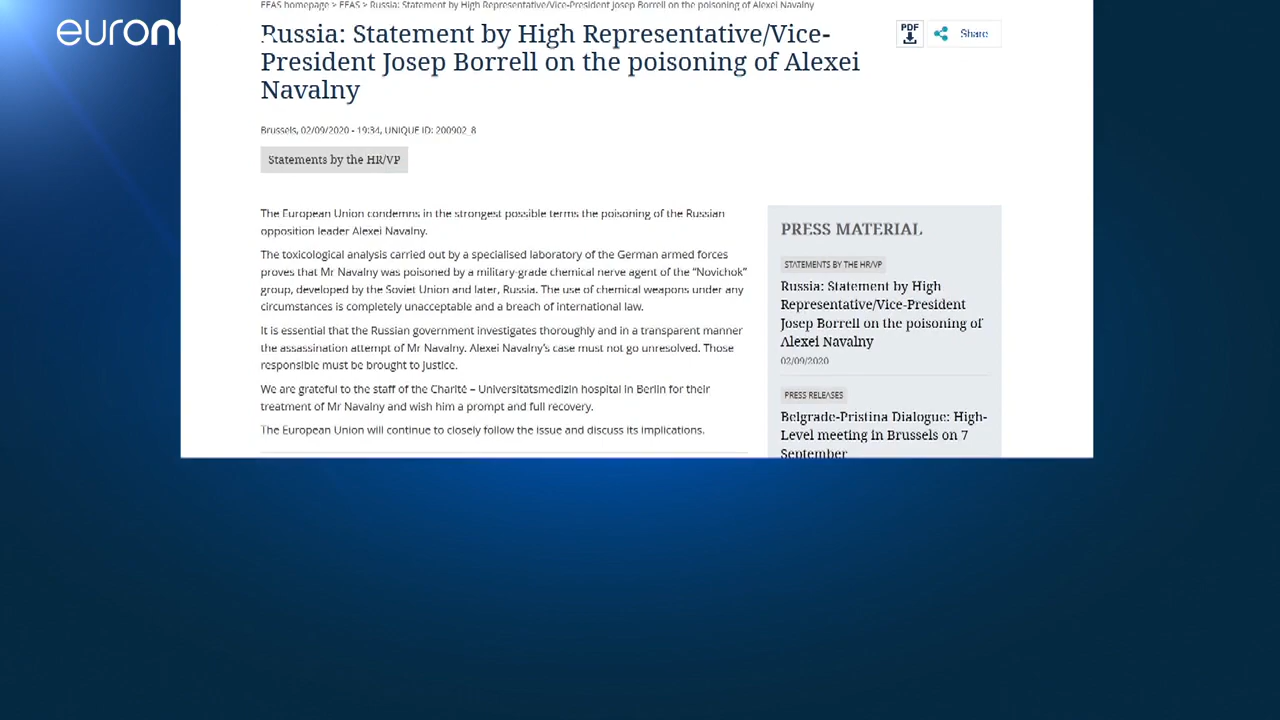 EEAS homepage > EEAS > Russia: Statement by High Representative/Vice-President Josep Borrell on the poisoning of Alexei Navalny
euron
Russia: Statement by High Representative/Vice-
President Josep Borrell on the poisoning of Alexei
Navalny
PDF
Share
Brussels, 02/09/2020 - 19:34, UNIQUE ID: 200902_8
Statements by the HR/VP
The European Union condemns in the strongest possible terms the poisoning of the Russian
opposition leader Alexei Navalny.
The toxicological analysis carried out by a specialised laboratory of the German armed forces
proves that Mr Navalny was poisoned by a military-grade chemical nerve agent of the “Novichok”
group, developed by the Soviet Union and later, Russia. The use of chemical weapons under any
circumstances is completely unacceptable and a breach of international law.
It is essential that the Russian government investigates thoroughly and in a transparent manner
the assassination attempt of Mr Navalny. Alexei Navalny’s case must not go unresolved. Those
responsible must be brought to justice.
We are grateful to the staff of the Charité – Universitätsmedizin hospital in Berlin for their
treatment of Mr Navalny and wish him a prompt and full recovery.
The European Union will continue to closely follow the issue and discuss its implications.
PRESS MATERIAL
STATEMENTS BY THE HR/VP
Russia: Statement by High
Representative/Vice-President
Josep Borrell on the poisoning of
Alexei Navalny
02/09/2020
PRESS RELEASES
Belgrade-Pristina Dialogue: High-
Level meeting in Brussels on 7
September